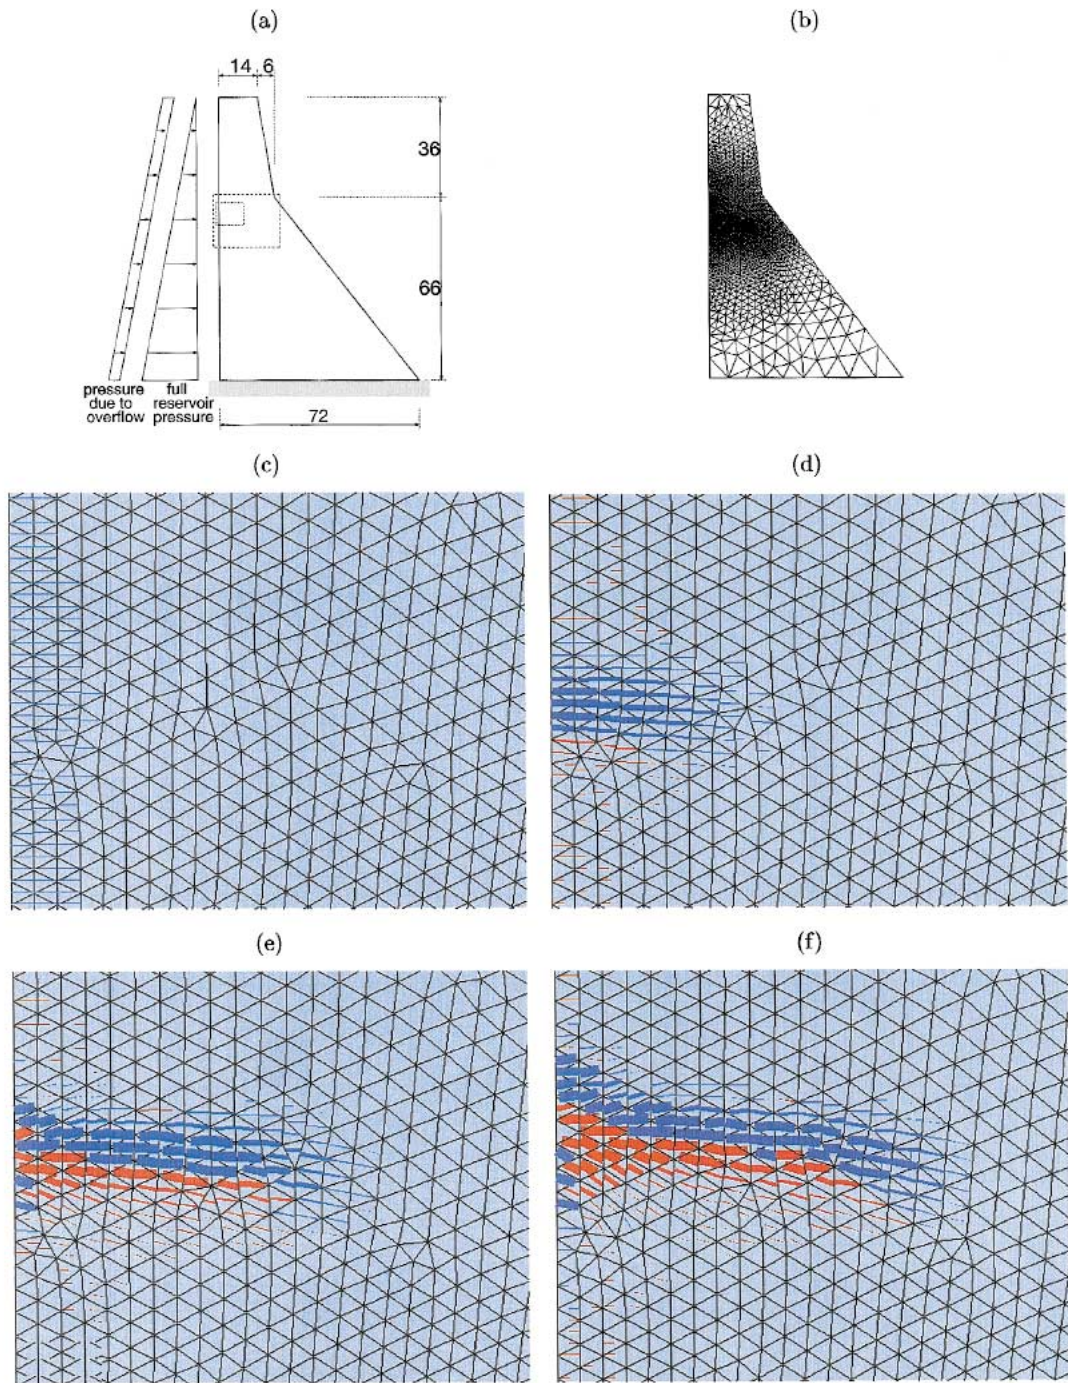 (a)
(b)
14
6
36
66
pressure
due to
overflow
full
reservoir
pressure
72
(c)
(d)
(e)
(f)